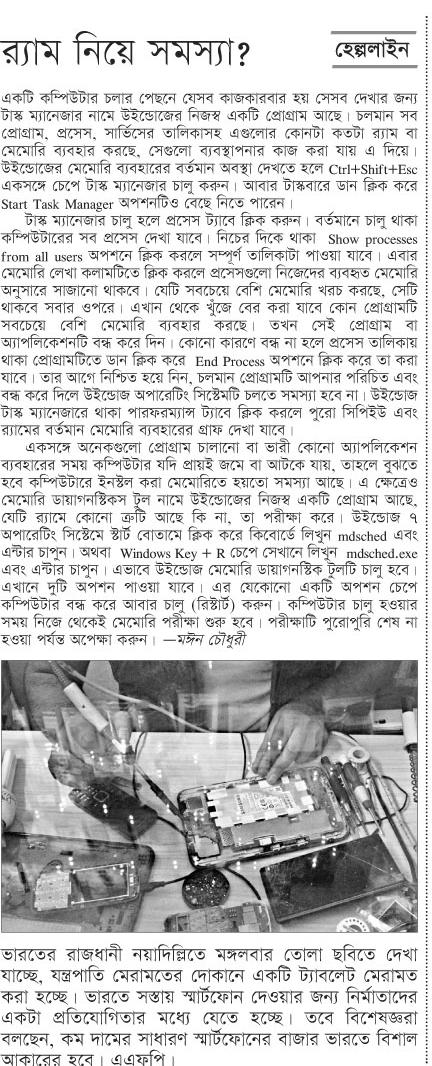 র‍্যাম নিয়ে সমস্যা?
হেল্পলাইন
একটি কম্পিউটার চলার পেছনে যেসব কাজকারবার হয় সেসব দেখার জন্য
টাস্ক ম্যানেজার নামে উইন্ডোজের নিজস্ব একটি প্রোগ্রাম আছে। চলমান সব
প্রোগ্রাম, প্রসেস, সার্ভিসের তালিকাসহ এগুলোর কোনটা কতটা র‍্যাম বা
মেমোরি ব্যবহার করছে, সেগুলো ব্যবস্থাপনার কাজ করা যায় এ দিয়ে।
উইন্ডোজের মেমোরি ব্যবহারের বর্তমান অবস্থা দেখতে হলে Ctrl+Shift+Esc
একসঙ্গে চেপে টাস্ক ম্যানেজার চালু করুন। আবার টাস্কবারে ডান ক্লিক করে
Start Task Manager অপশনটিও বেছে নিতে পারেন।
টাস্ক ম্যানেজার চালু হলে প্রসেস ট্যাবে ক্লিক করুন। বর্তমানে চালু থাকা
কম্পিউটারের সব প্রসেস দেখা যাবে। নিচের দিকে থাকা Show processes
from all users অপশনে ক্লিক করলে সম্পূর্ণ তালিকাটা পাওয়া যাবে। এবার
মেমোরি লেখা কলামটিতে ক্লিক করলে প্রসেসগুলো নিজেদের ব্যবহৃত মেমোরি
অনুসারে সাজানো থাকবে। যেটি সবচেয়ে বেশি মেমোরি খরচ করছে, সেটি
থাকবে সবার ওপরে। এখান থেকে খুঁজে বের করা যাবে কোন প্রোগ্রামটি
সবচেয়ে বেশি মেমোরি ব্যবহার করছে। তখন সেই প্রোগ্রাম বা
অ্যাপলিকেশনটি বন্ধ করে দিন। কোনো কারণে বন্ধ না হলে প্রসেস তালিকায়
থাকা প্রোগ্রামটিতে ডান ক্লিক করে End Process অপশনে ক্লিক করে তা করা
যাবে। তার আগে নিশ্চিত হয়ে নিন, চলমান প্রোগ্রামটি আপনার পরিচিত এবং
বন্ধ করে দিলে উইন্ডোজ অপারেটিং সিস্টেমটি চলতে সমস্যা হবে না। উইন্ডোজ
টাস্ক ম্যানেজারে থাকা পারফরম্যান্স ট্যাবে ক্লিক করলে পুরো সিপিইউ এবং
র‍্যামের বর্তমান মেমোরি ব্যবহারের গ্রাফ দেখা যাবে।
একসঙ্গে অনেকগুলো প্রোগ্রাম চালানো বা ভারী কোনো অ্যাপলিকেশন
ব্যবহারের সময় কম্পিউটার যদি প্রায়ই জমে বা আটকে যায়, তাহলে বুঝতে
হবে কম্পিউটারে ইনস্টল করা মেমোরিতে হয়তো সমস্যা আছে। এ ক্ষেত্রেও
মেমোরি ডায়াগনস্টিকস টুল নামে উইন্ডোজের নিজস্ব একটি প্রোগ্রাম আছে,
যেটি র‍্যামে কোনো ত্রুটি আছে কি না, তা পরীক্ষা করে। উইন্ডোজ ৭
অপারেটিং সিস্টেমে স্টার্ট বোতামে ক্লিক করে কিবোর্ডে লিখুন mdsched এবং
এন্টার চাপুন। অথবা Windows Key + R চেপে সেখানে লিখুন mdsched.exe
এবং এন্টার চাপুন। এভাবে উইন্ডোজ মেমোরি ডায়াগনস্টিক টুলটি চালু হবে।
এখানে দুটি অপশন পাওয়া যাবে। এর যেকোনো একটি অপশন চেপে
কম্পিউটার বন্ধ করে আবার চালু (রিস্টার্ট) করুন। কম্পিউটার চালু হওয়ার
সময় নিজে থেকেই মেমোরি পরীক্ষা শুরু হবে। পরীক্ষাটি পুরোপুরি শেষ না
হওয়া পর্যন্ত অপেক্ষা করুন। —মঈন চৌধুরী
ভারতের রাজধানী নয়াদিল্লিতে মঙ্গলবার তোলা ছবিতে দেখা
যাচ্ছে, যন্ত্রপাতি মেরামতের দোকানে একটি ট্যাবলেট মেরামত
করা হচ্ছে। ভারতে সস্তায় স্মার্টফোন দেওয়ার জন্য নির্মাতাদের
একটা প্রতিযোগিতার মধ্যে যেতে হচ্ছে। তবে বিশেষজ্ঞরা
বলছেন, কম দামের সাধারণ স্মার্টফোনের বাজার ভারতে বিশাল
আকারের হবে। এএফপি।